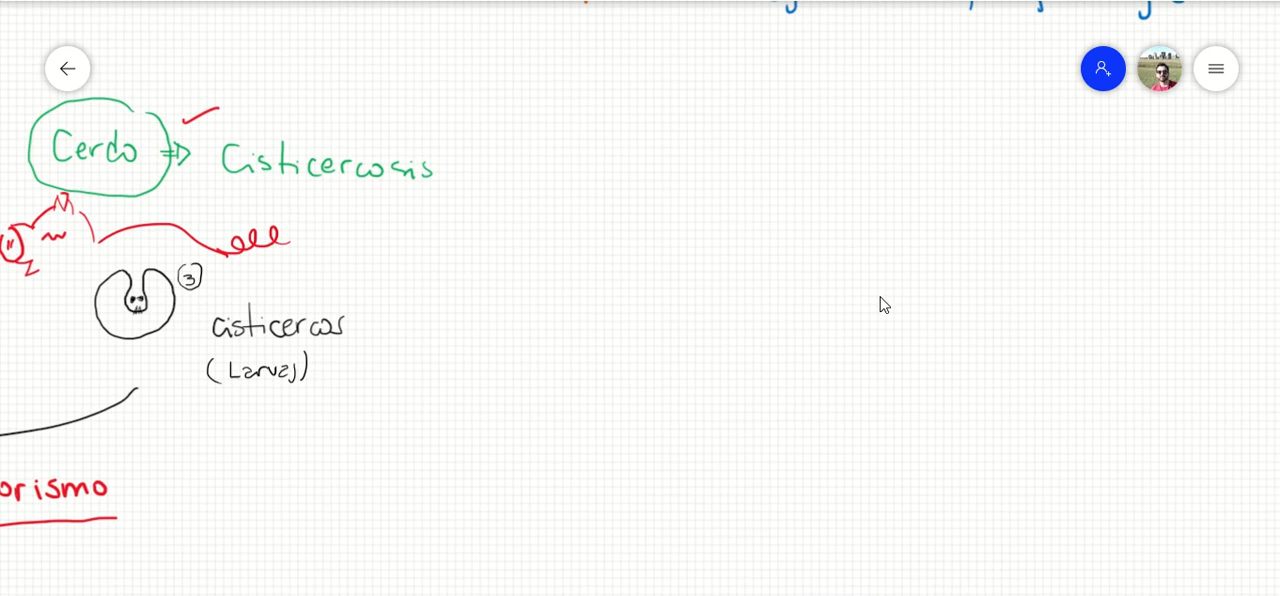 Cerdo ⇒ Cisticercosis
3
cisticercos
(Larvas)
orismo